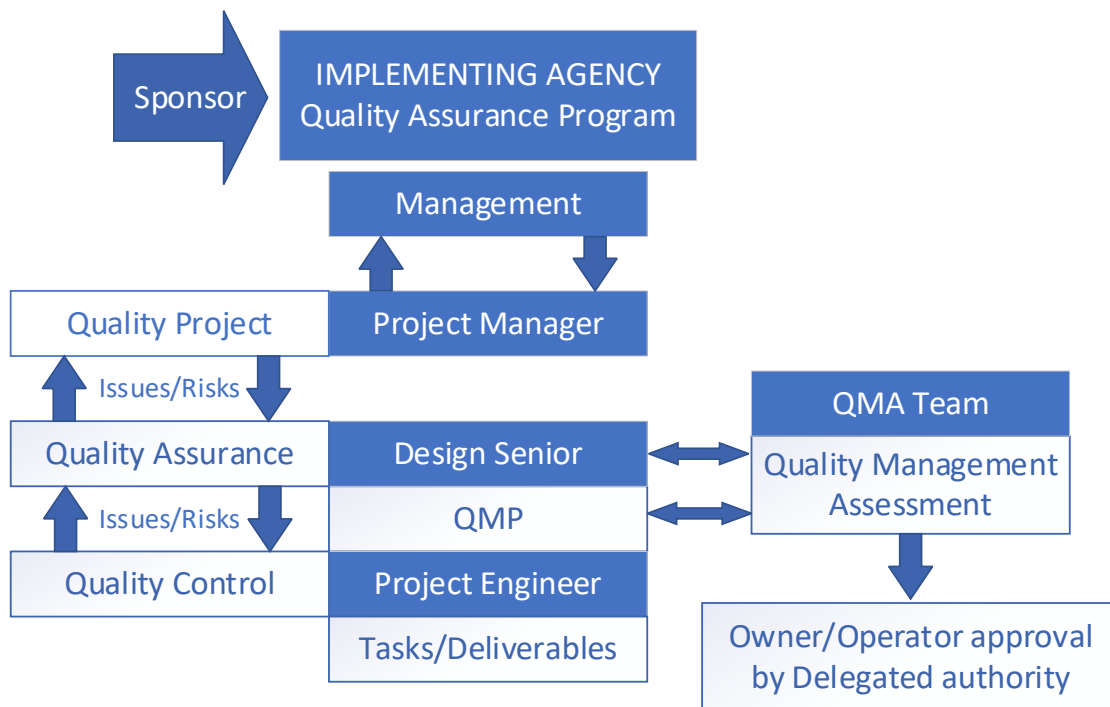 Sponsor
IMPLEMENTING AGENCY
Quality Assurance Program
Management
Quality Project
Project Manager
Issues/Risks
QMA Team
Quality Assurance
Design Senior
Quality Management
Assessment
Issues/Risks
QMP
Quality Control
Project Engineer
Tasks/Deliverables
Owner/Operator approval
by Delegated authority